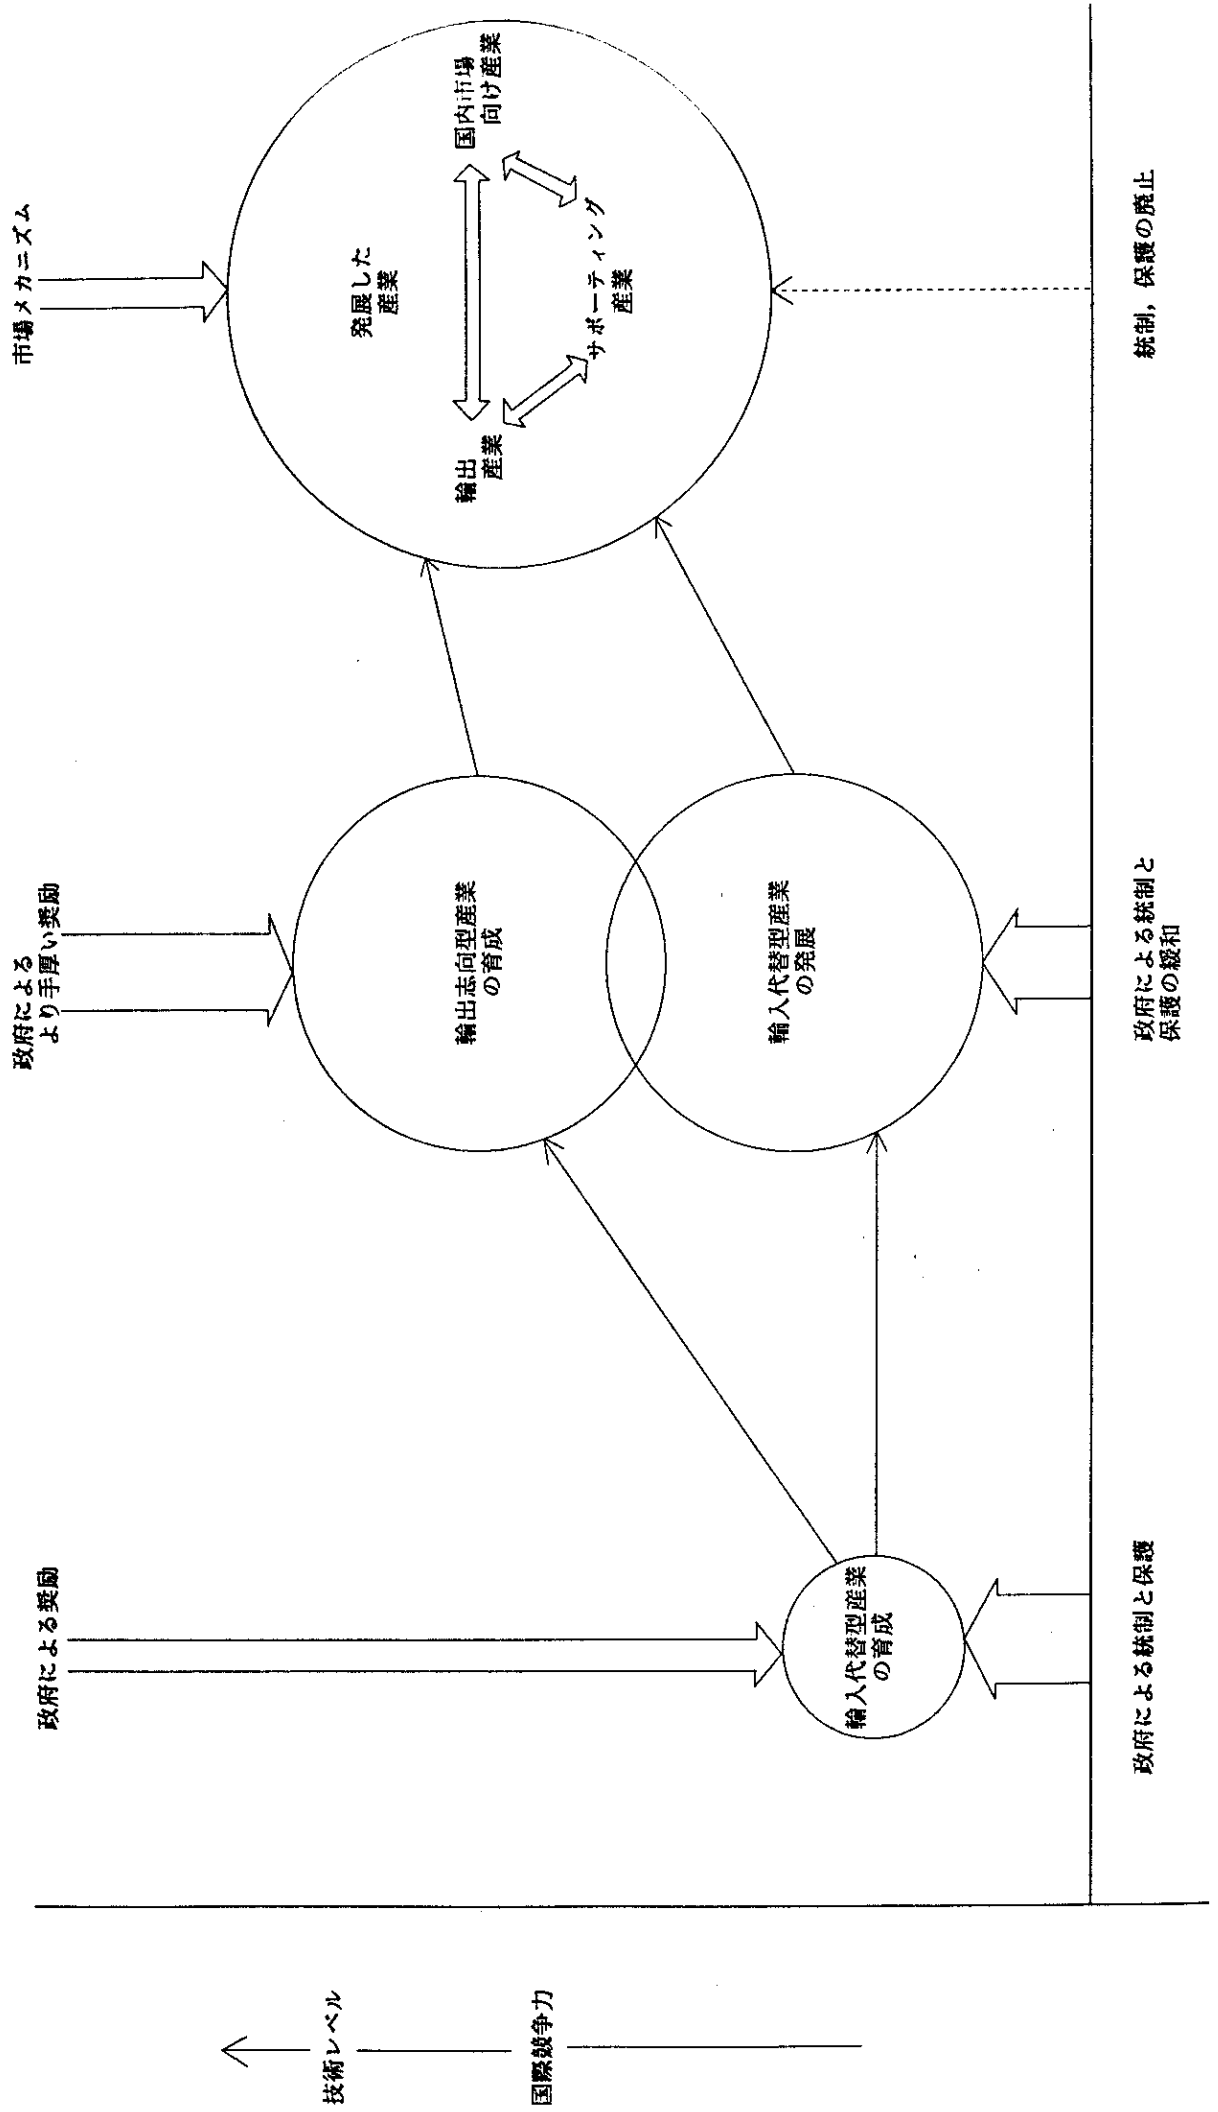 技術レベル
国際競争力
政府による奨励
輸入代替型産業
の育成
政府による統制と保護
政府による
より手厚い奨励
輸出志向型産業
の育成
輸入代替型産業
の発展
政府による統制と
保護の緩和
市場メカニズム
発展した
産業
輸出
産業
国内市場
向け産業
サポーティング
産業
統制，保護の廃止